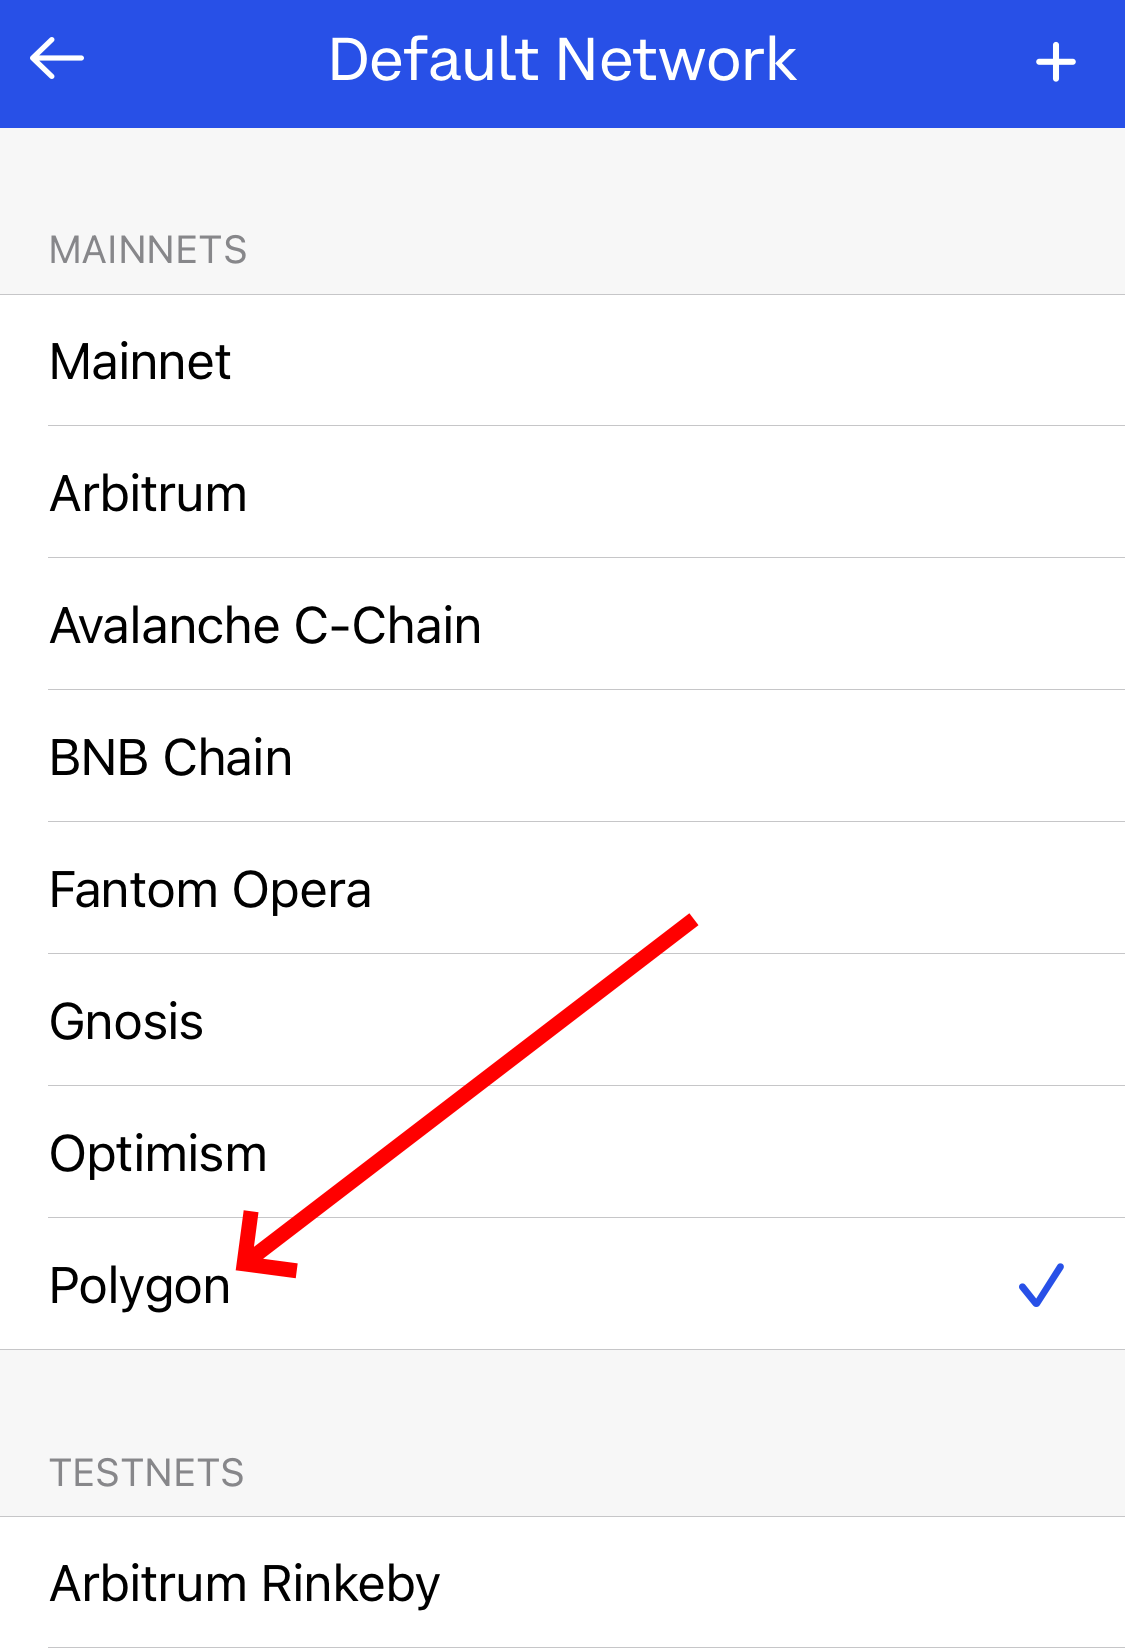 Default Network
MAINNETS
Mainnet
Arbitrum
Avalanche C-Chain
BNB Chain
Fantom Opera
Gnosis
Optimism
Polygon
TESTNETS
Arbitrum Rinkeby